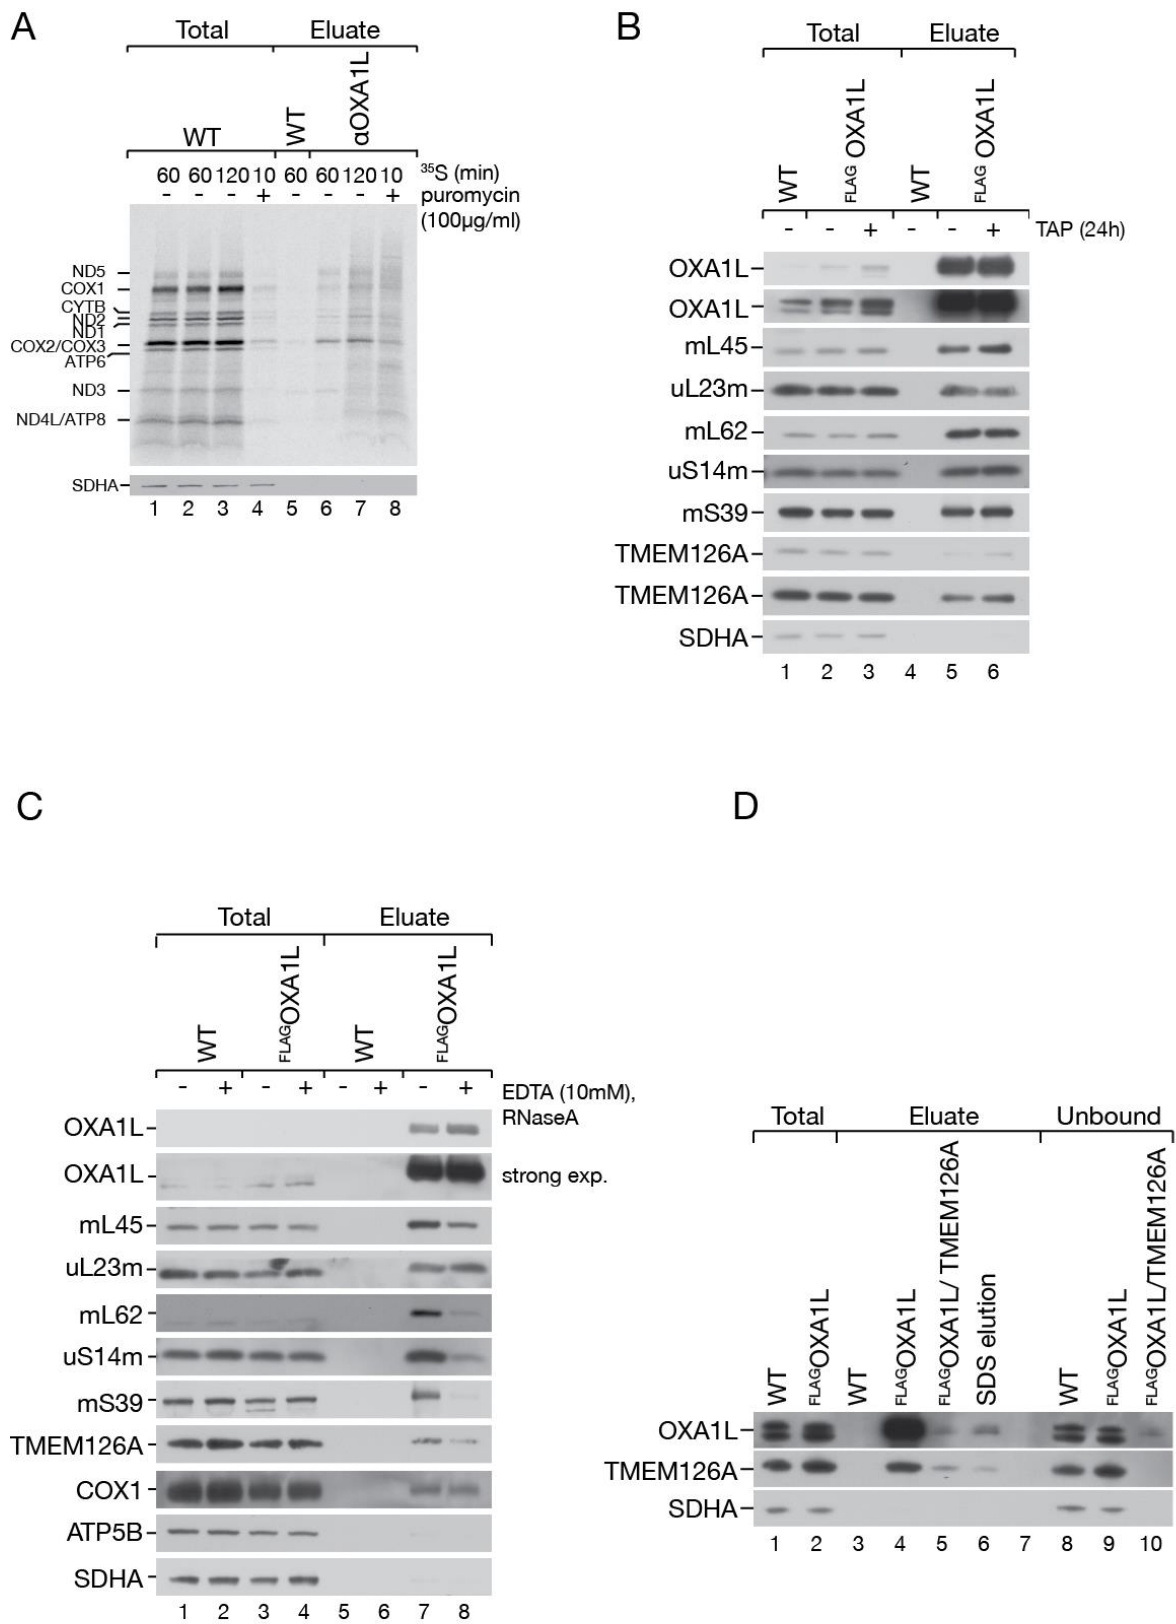 A
Total Eluate
WT WT αOXA1L
60 60 120 10 60 60 120 10 ³⁵S (min)
- - - + - - - + puromycin
(100µg/ml)
ND5
COX1
CYTB
ND2
ND1
COX2/COX3
ATP6
ND3
ND4L/ATP8
SDHA
1 2 3 4 5 6 7 8
B
Total Eluate
WT FLAG OXA1L WT FLAG OXA1L
- - + - - + TAP (24h)
OXA1L
OXA1L
mL45
uL23m
mL62
uS14m
mS39
TMEM126A
TMEM126A
SDHA
1 2 3 4 5 6
C
Total Eluate
WT FLAGOXA1L WT FLAGOXA1L
- + - + - + - + EDTA (10mM),
RNaseA
OXA1L
OXA1L strong exp.
mL45
uL23m
mL62
uS14m
mS39
TMEM126A
COX1
ATP5B
SDHA
1 2 3 4 5 6 7 8
D
Total Eluate Unbound
WT FLAGOXA1L WT FLAGOXA1L FLAGOXA1L/ TMEM126A SDS elution WT FLAGOXA1L FLAGOXA1L/TMEM126A
OXA1L
TMEM126A
SDHA
1 2 3 4 5 6 7 8 9 10